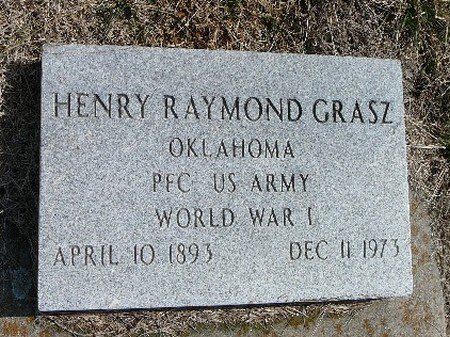 HENRY RAYMOND GRASZ
OKLAHOMA
PFC US ARMY
WORLD WAR I
APRIL 10 1893 DEC 11 1973